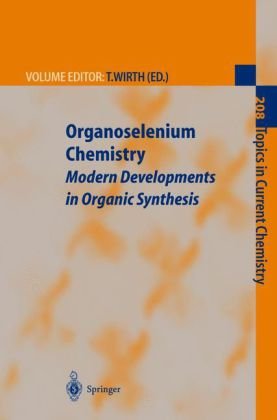 VOLUME EDITOR: T.WIRTH (ED.)
Organoselenium
Chemistry
Modern Developments
in Organic Synthesis
208 Topics in Current Chemistry
Springer